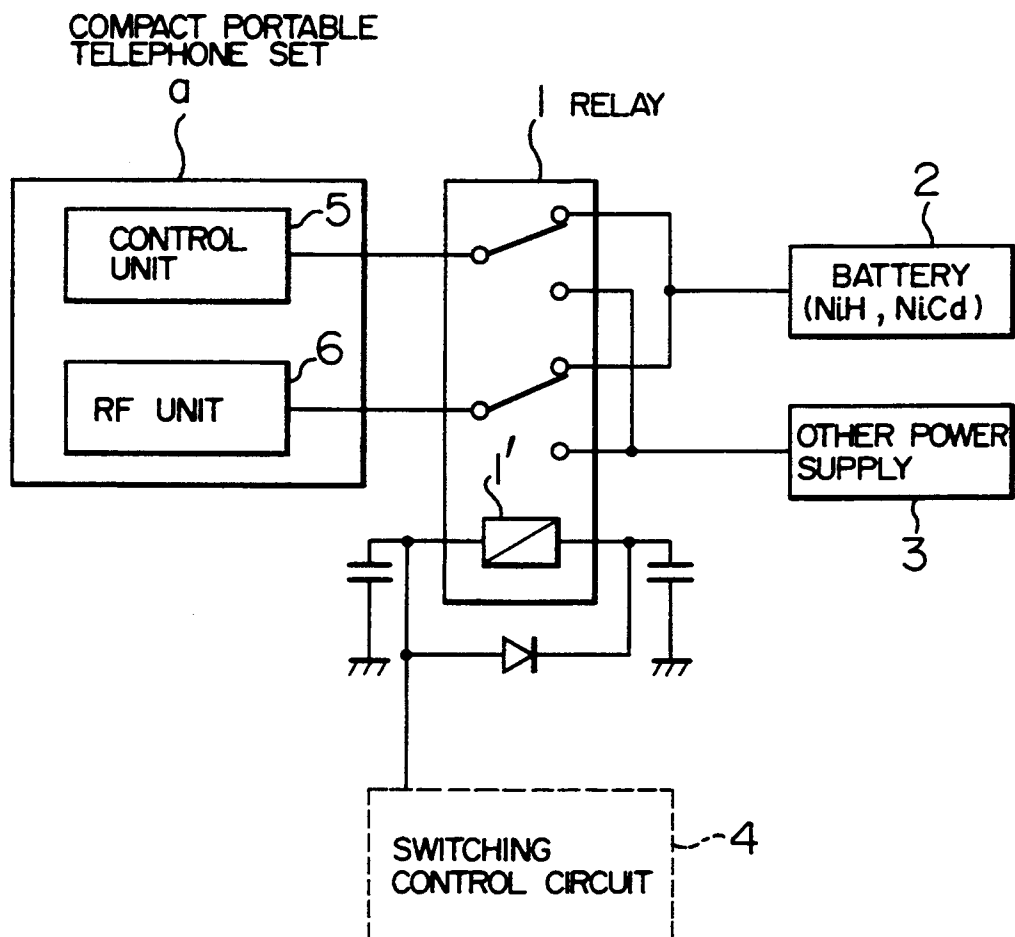 COMPACT PORTABLE
TELEPHONE SET
a
1 RELAY
5
CONTROL
UNIT
2
BATTERY
(NiH, NiCd)
6
RF UNIT
OTHER POWER
SUPPLY
1'
3
4
SWITCHING
CONTROL CIRCUIT